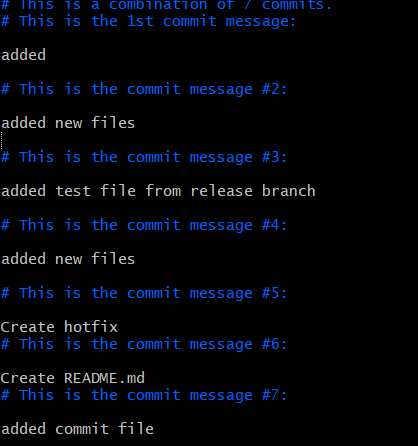 # This is a combination of 7 commits.
# This is the 1st commit message:
added
# This is the commit message #2:
added new files
# This is the commit message #3:
added test file from release branch
# This is the commit message #4:
added new files
# This is the commit message #5:
Create hotfix
# This is the commit message #6:
Create README.md
# This is the commit message #7:
added commit file